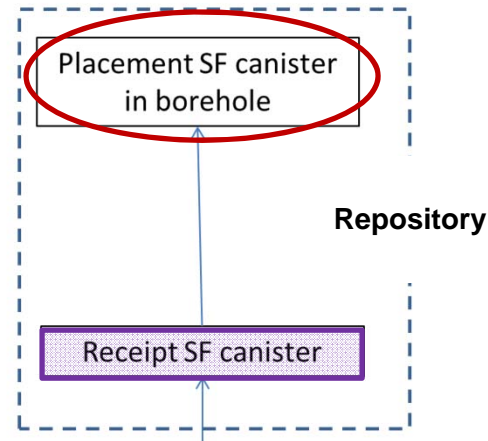 Placement SF canister
in borehole
Repository
Receipt SF canister